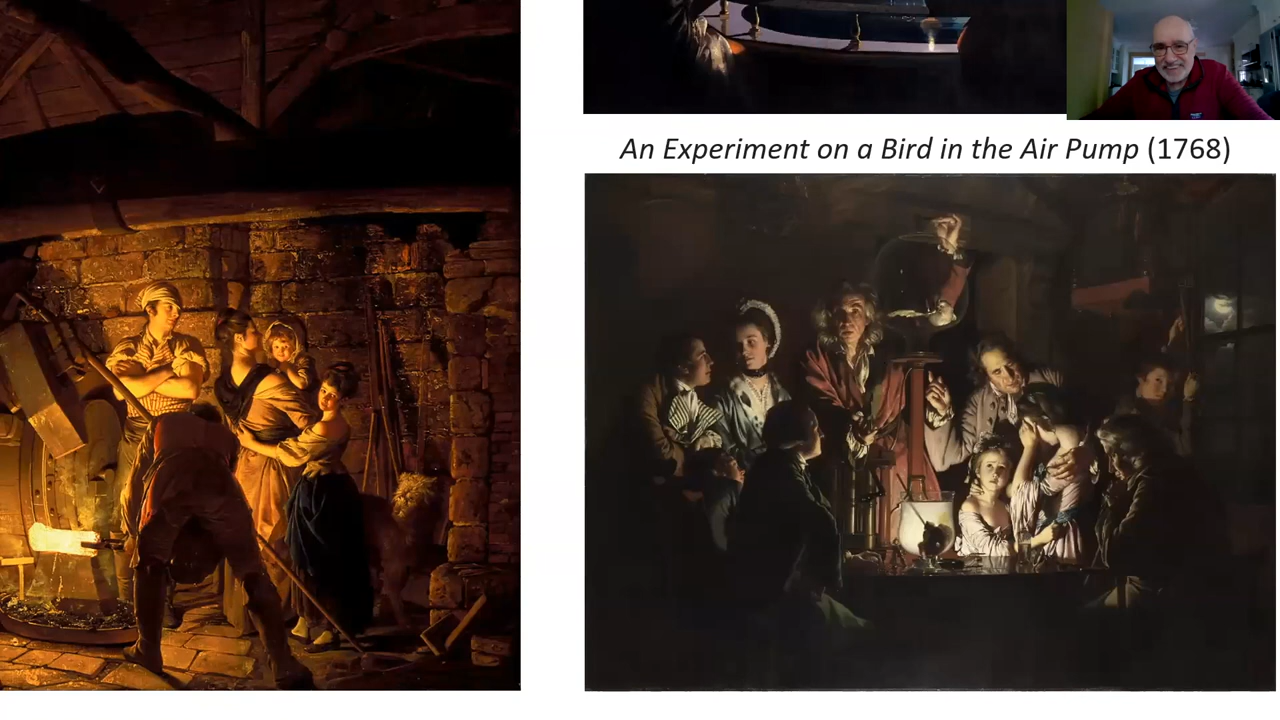 An Experiment on a Bird in the Air Pump (1768)